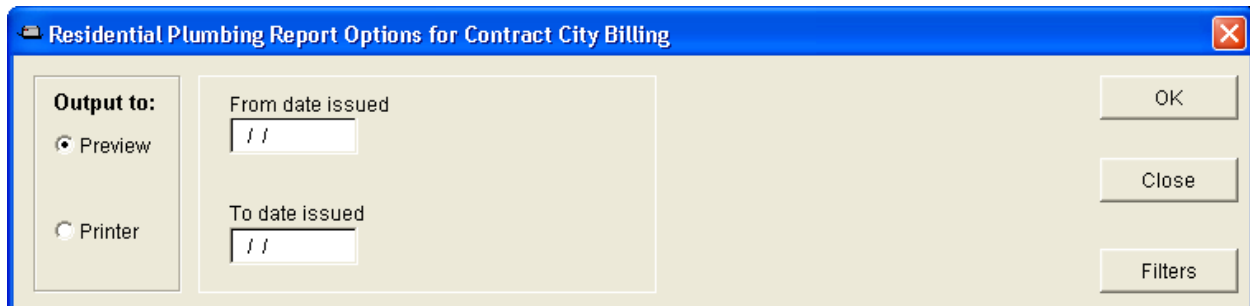 Residential Plumbing Report Options for Contract City Billing
Output to:
Preview
Printer
From date issued
/ /
To date issued
/ /
OK
Close
Filters